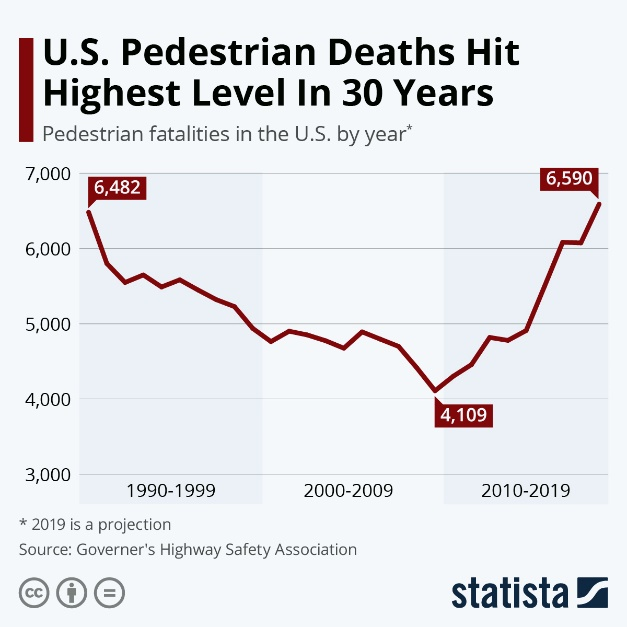 U.S. Pedestrian Deaths Hit
Highest Level In 30 Years
Pedestrian fatalities in the U.S. by year*
7,000
6,482
6,590
6,000
5,000
4,000
4,109
3,000
1990-1999 2000-2009 2010-2019
* 2019 is a projection
Source: Governer's Highway Safety Association
cc
statista